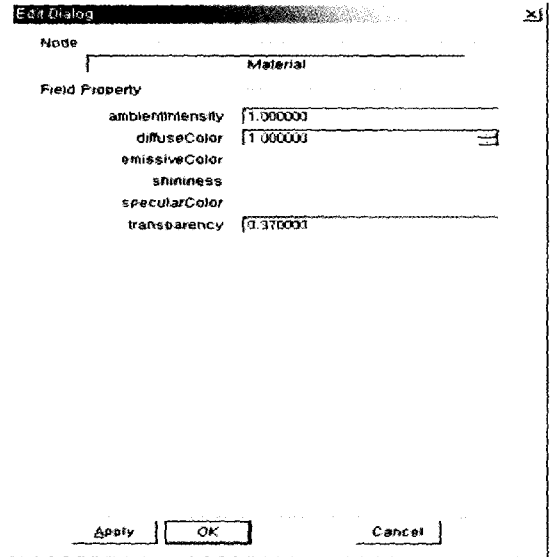 Edit Dialog
Node
Material
Field Property
ambientIntensity 1.000000
diffuseColor 1.000000
emissiveColor
shininess
specularColor
transparency 0.370000
Apply OK Cancel